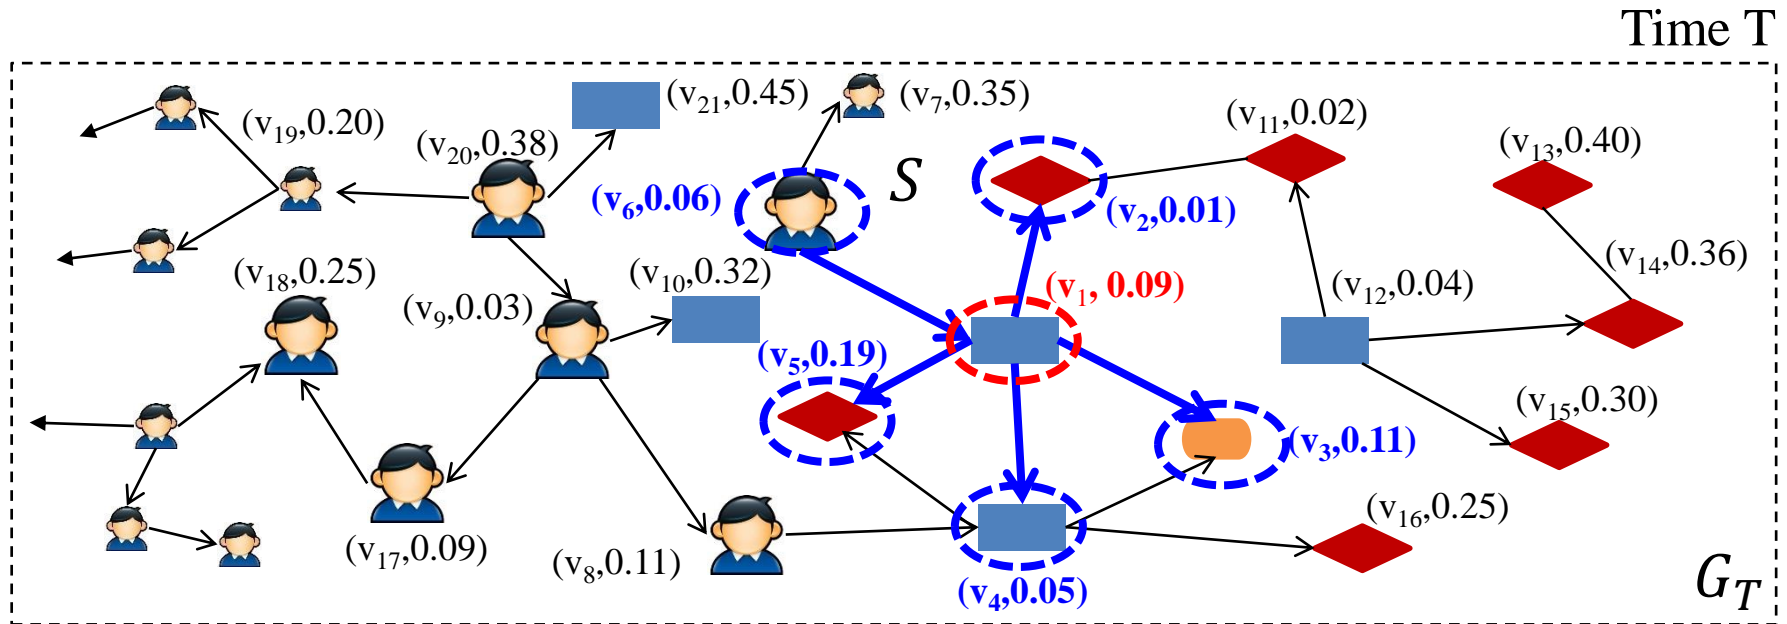 Time T
(v21,0.45)
(v7,0.35)
(v19,0.20)
(v20,0.38)
(v11,0.02)
(v13,0.40)
S
(v6,0.06)
(v2,0.01)
(v18,0.25)
(v10,0.32)
(v1, 0.09)
(v14,0.36)
(v9,0.03)
(v12,0.04)
(v5,0.19)
(v15,0.30)
(v3,0.11)
(v16,0.25)
(v17,0.09)
(v8,0.11)
(v4,0.05)
GT